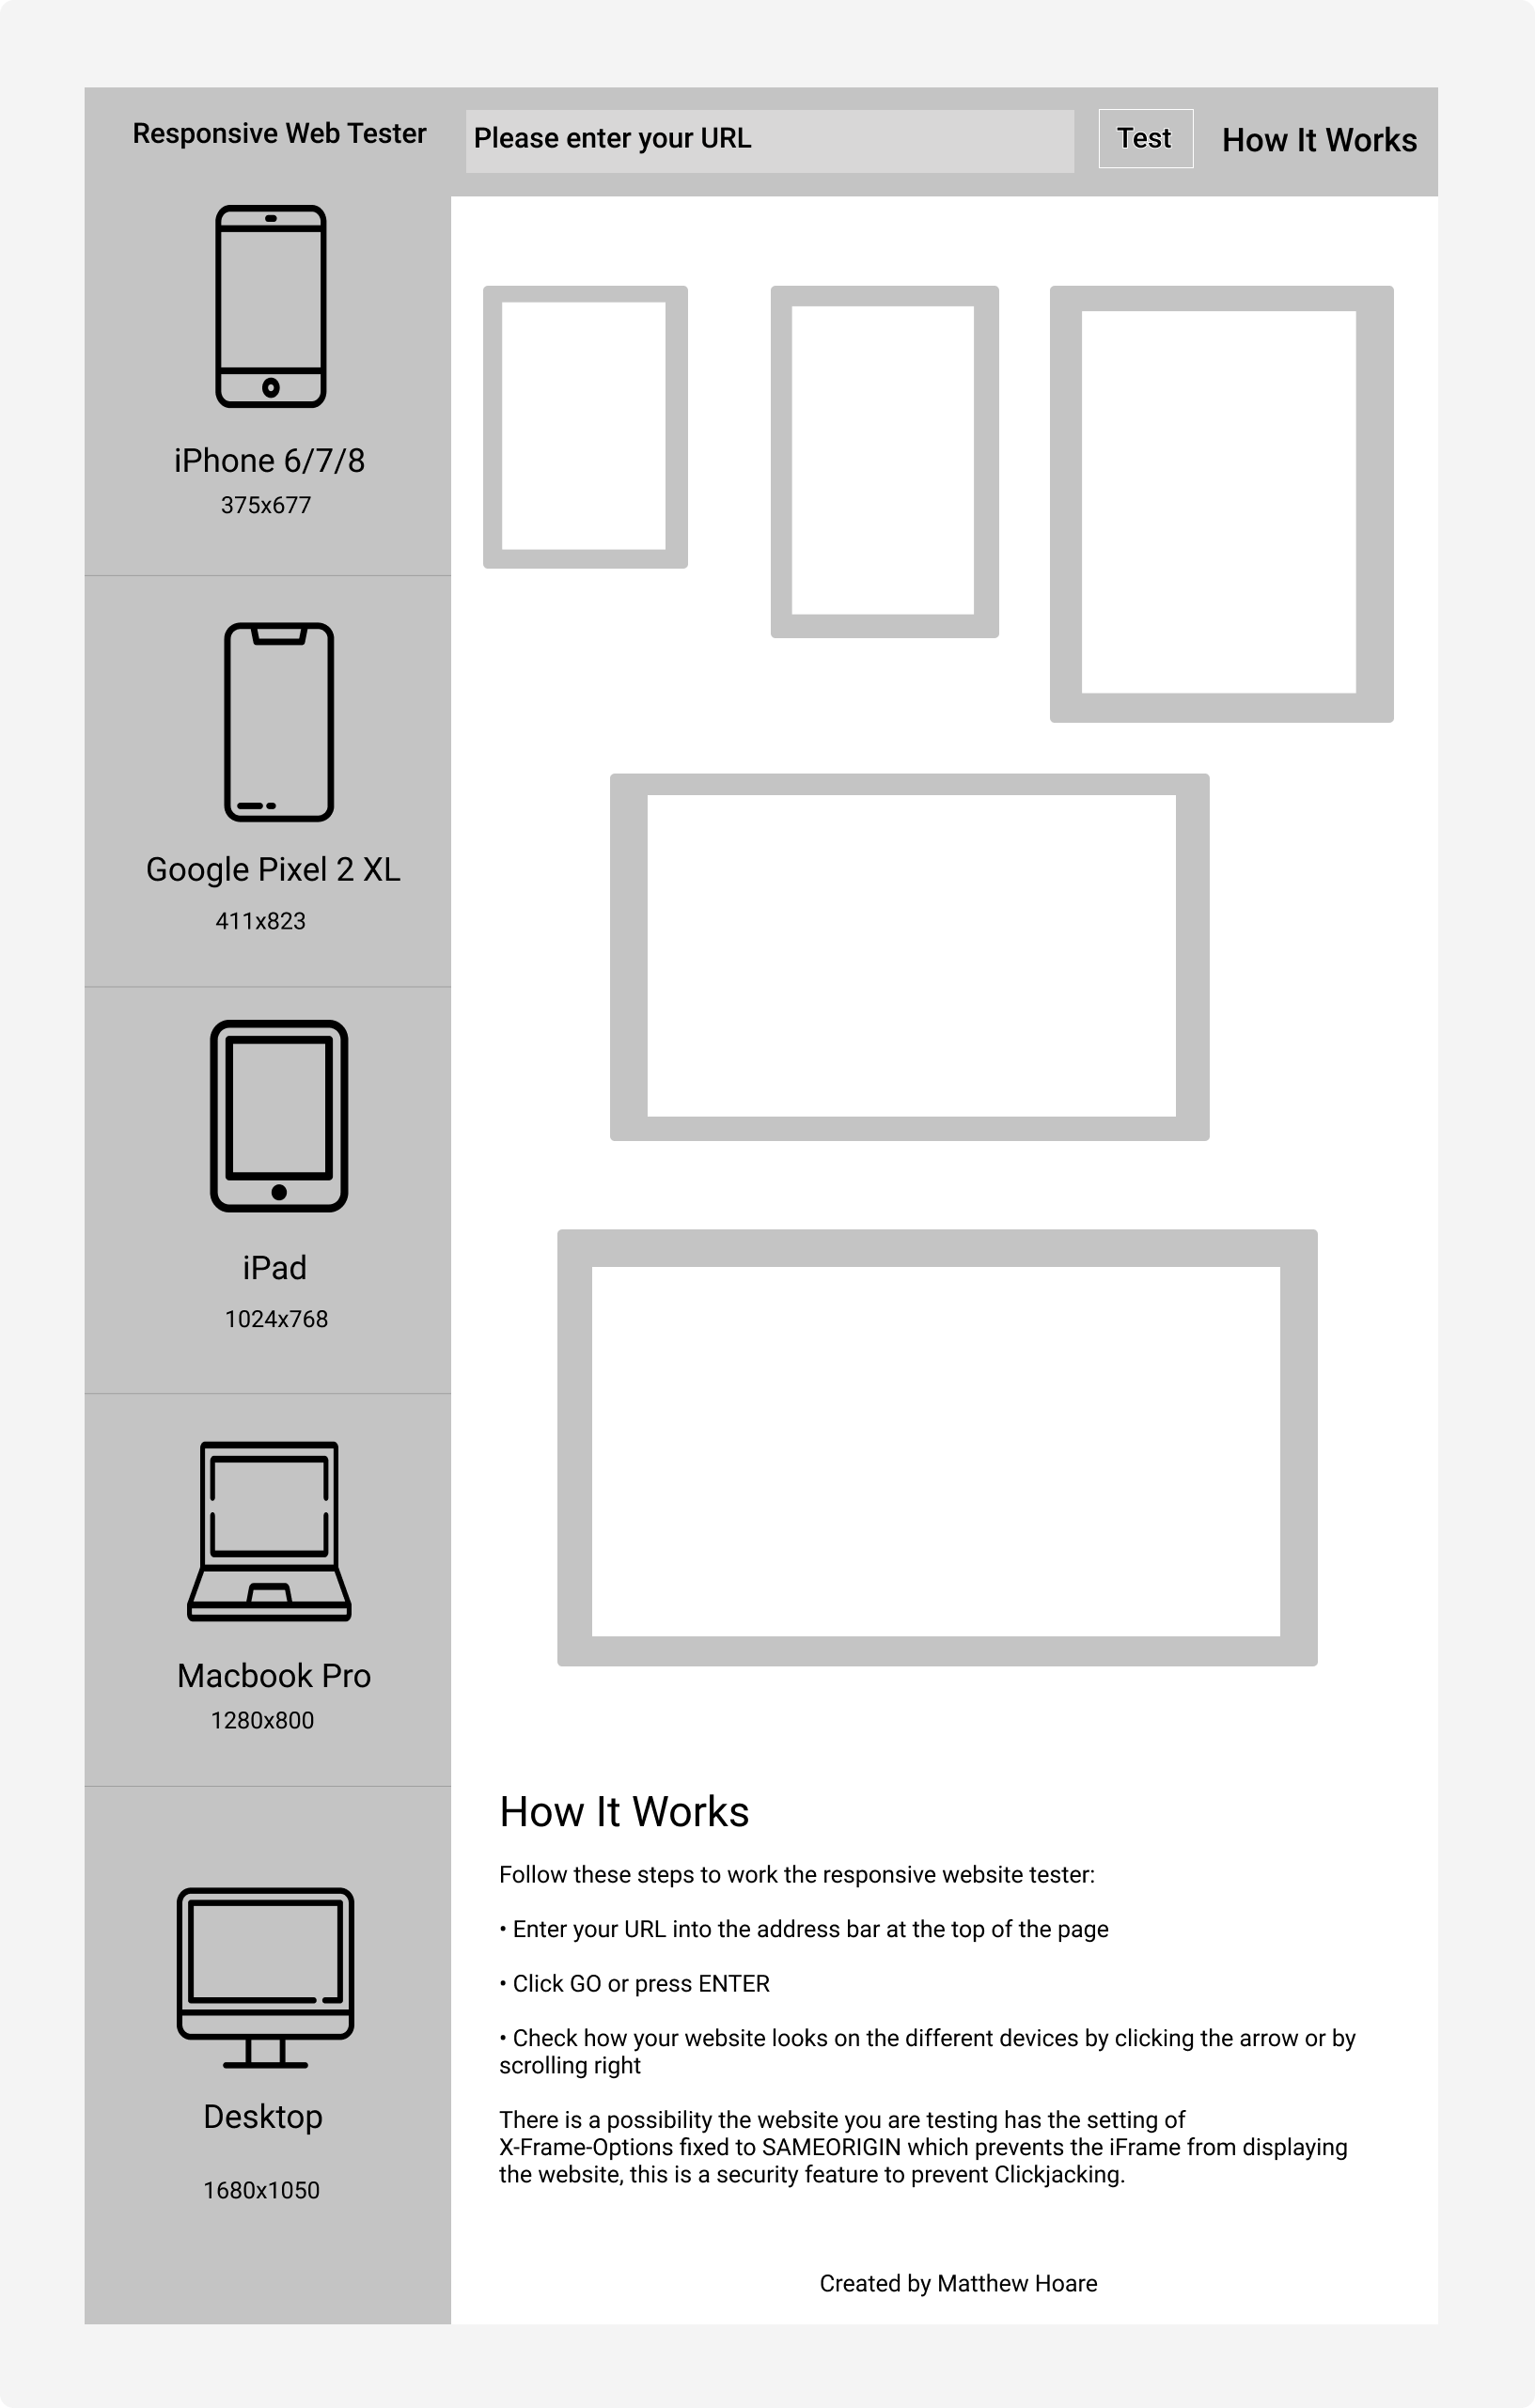 Responsive Web Tester
Please enter your URL
Test
How It Works
iPhone 6/7/8
375x677
Google Pixel 2 XL
411x823
iPad
1024x768
Macbook Pro
1280x800
Desktop
1680x1050
How It Works
Follow these steps to work the responsive website tester:
• Enter your URL into the address bar at the top of the page
• Click GO or press ENTER
• Check how your website looks on the different devices by clicking the arrow or by
scrolling right
There is a possibility the website you are testing has the setting of
X-Frame-Options fixed to SAMEORIGIN which prevents the iFrame from displaying
the website, this is a security feature to prevent Clickjacking.
Created by Matthew Hoare